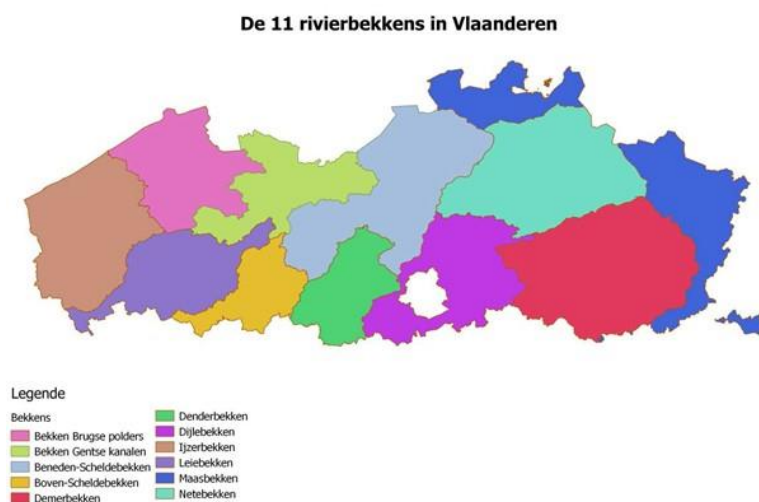 De 11 rivierbekkens in Vlaanderen
Legende
Bekkens
Bekken Brugse polders
Bekken Gentse kanalen
Beneden-Scheldebekken
Boven-Scheldebekken
Demerbekken
Denderbekken
Dijlebekken
Ijzerbekken
Leiebekken
Maasbekken
Netebekken